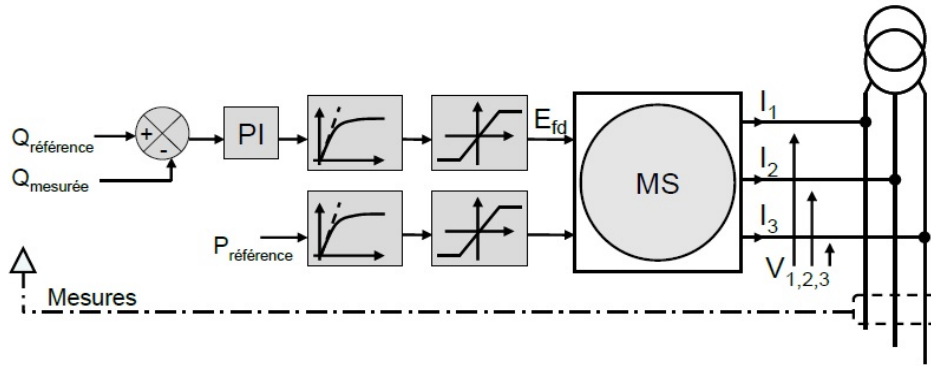 Qréférence
+
-
Qmesurée
PI
Efd
Préférence
MS
I1
I2
I3
V1,2,3
Mesures